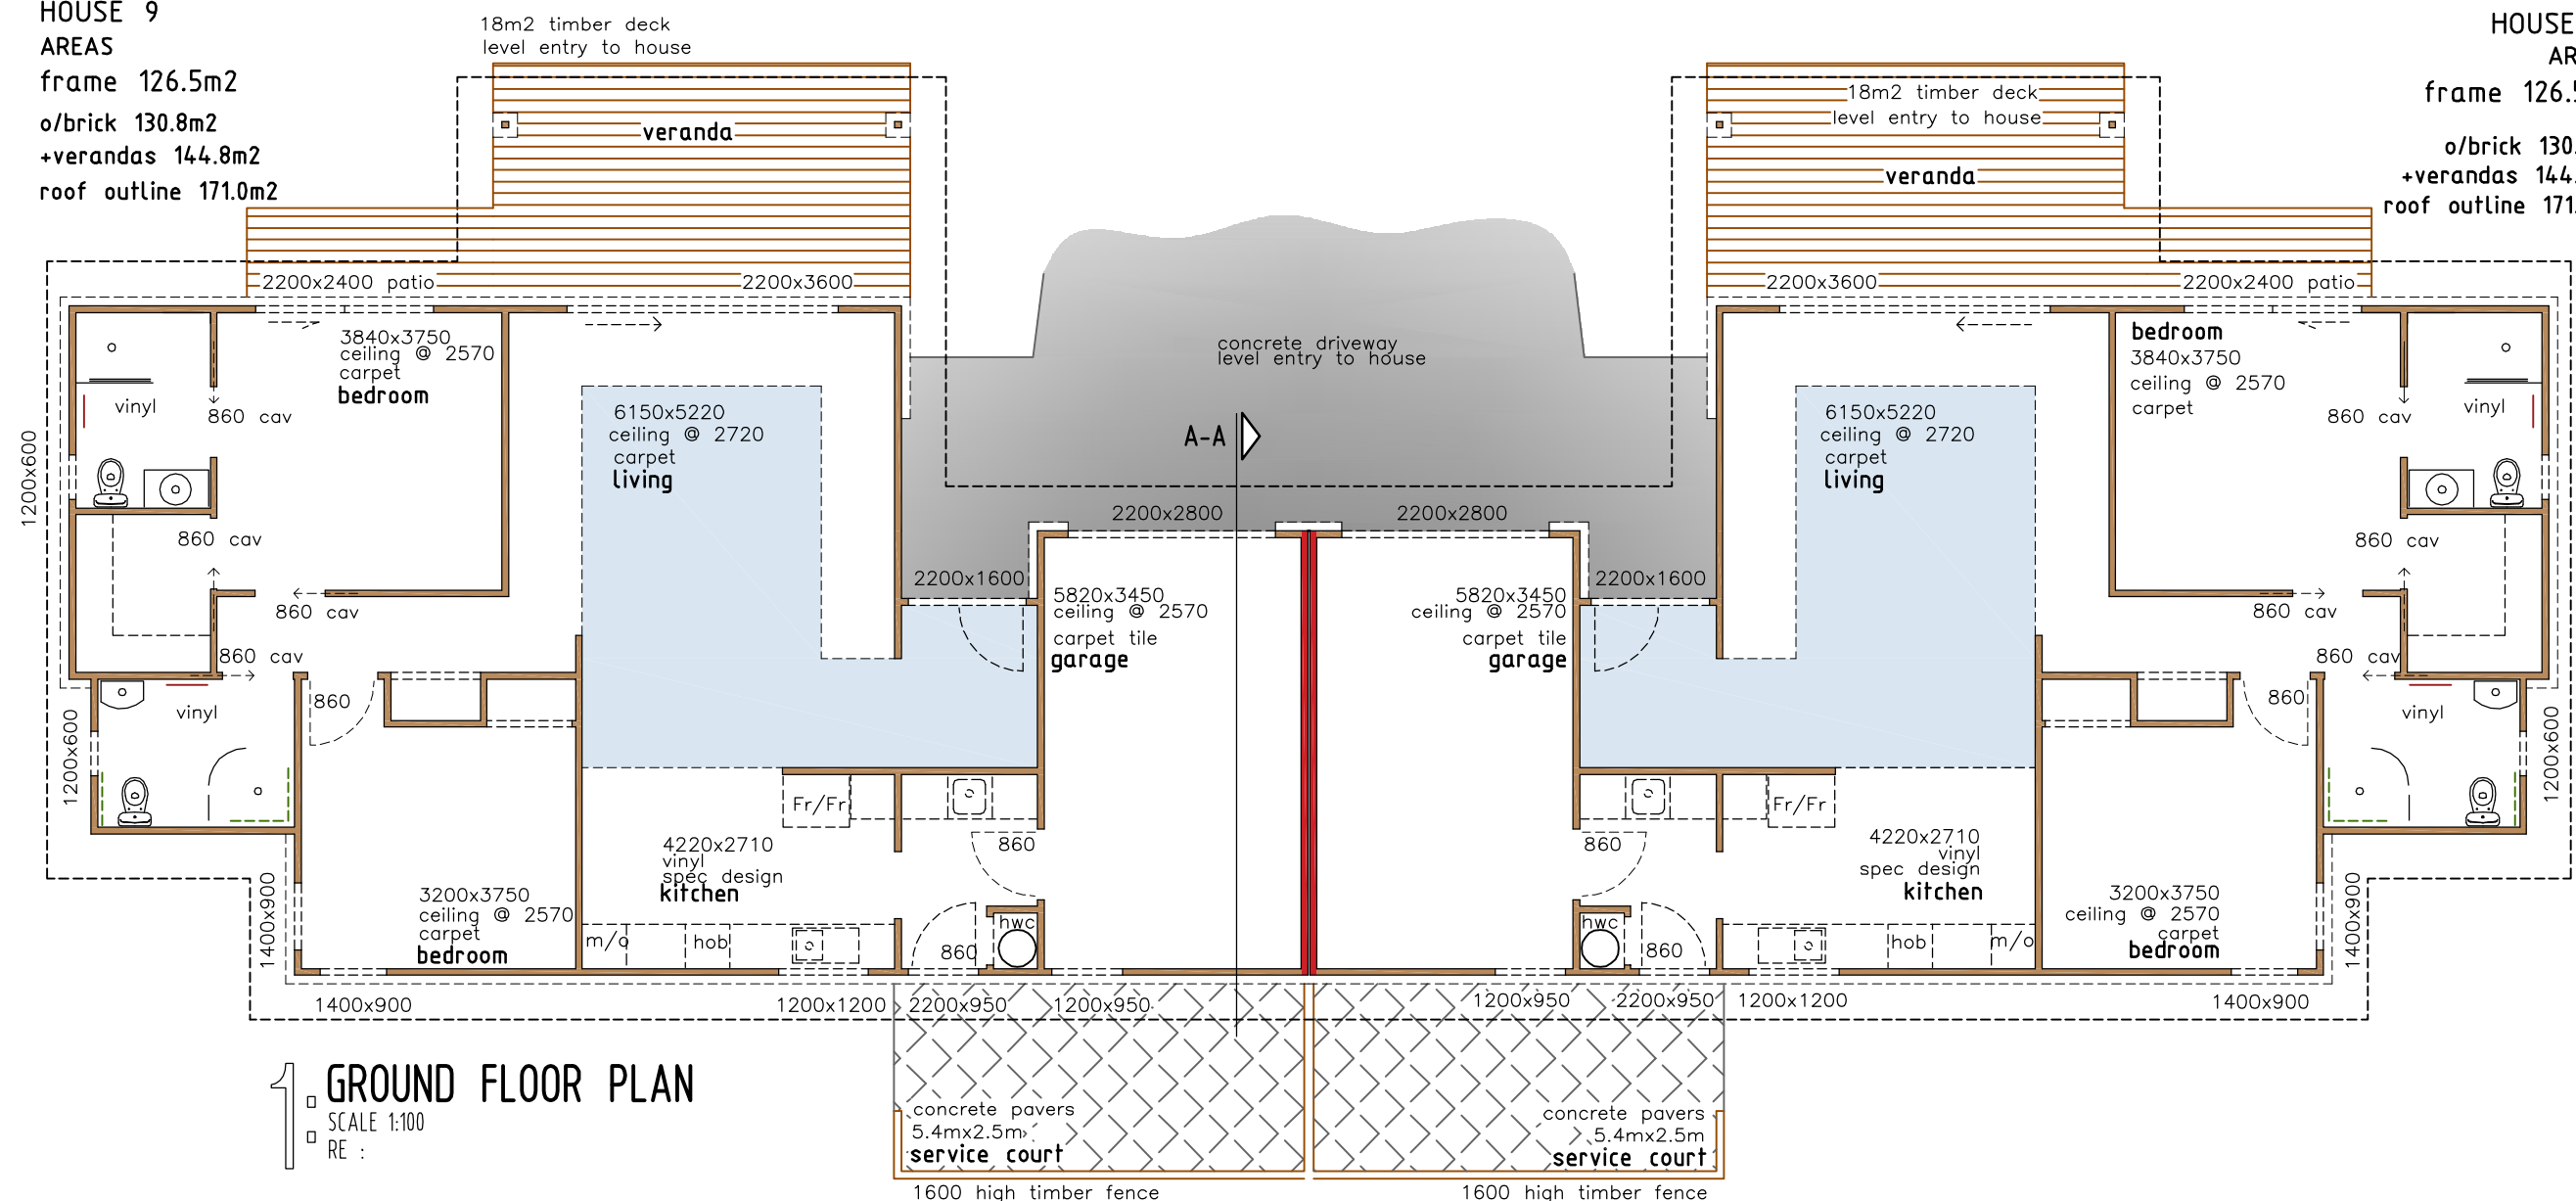 HOUSE 9
AREAS
frame 126.5m2
o/brick 130.8m2
+verandas 144.8m2
roof outline 171.0m2
18m2 timber deck
level entry to house
veranda
HOUSE
AR
frame 126.5
o/brick 130.
+verandas 144.
roof outline 171.
18m2 timber deck
level entry to house
veranda
2200x2400 patio
2200x3600
2200x3600
2200x2400 patio
3840x3750
ceiling @ 2570
carpet
bedroom
vinyl
860 cav
860 cav
860 cav
860 cav
1200x600
6150x5220
ceiling @ 2720
carpet
living
concrete driveway
level entry to house
A-A
2200x2800
2200x2800
2200x1600
2200x1600
5820x3450
ceiling @ 2570
carpet tile
garage
5820x3450
ceiling @ 2570
carpet tile
garage
6150x5220
ceiling @ 2720
carpet
living
bedroom
3840x3750
ceiling @ 2570
carpet
860 cav
vinyl
860 cav
860 cav
860 cav
vinyl
860
1200x600
Fr/Fr
4220x2710
vinyl
spec design
kitchen
860
3200x3750
ceiling @ 2570
carpet
bedroom
1400x900
m/o
hob
860
hwc
860
Fr/Fr
4220x2710
vinyl
spec design
kitchen
hwc
860
hob
m/o
860
vinyl
1200x600
3200x3750
ceiling @ 2570
carpet
bedroom
1400x900
1400x900
1200x1200
2200x950
1200x950
1200x950
2200x950
1200x1200
1400x900
1
GROUND FLOOR PLAN
SCALE 1:100
RE :
concrete pavers
5.4mx2.5m
service court
1600 high timber fence
concrete pavers
5.4mx2.5m
service court
1600 high timber fence